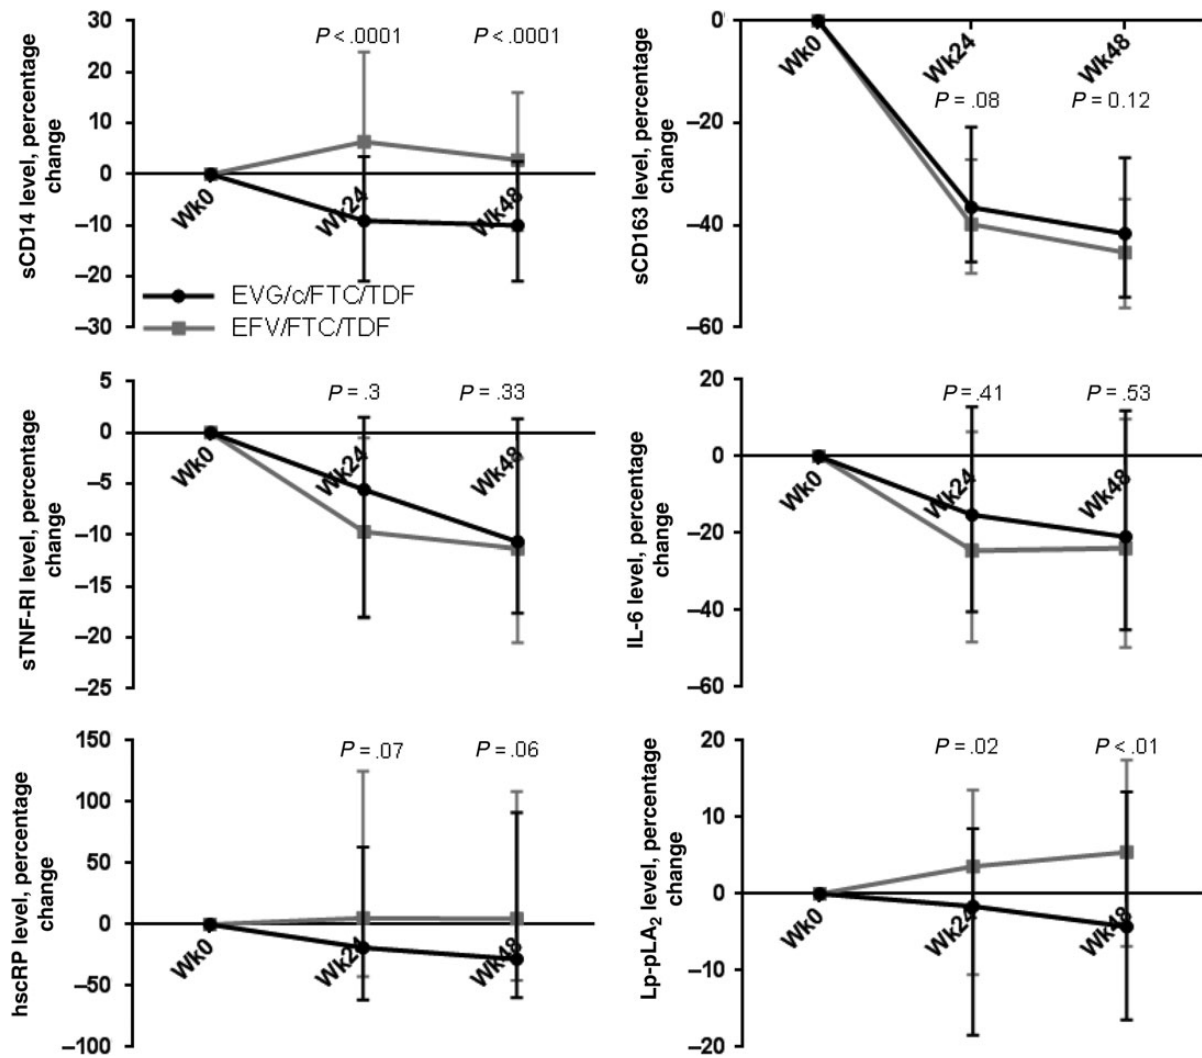 sCD14 level, percentage
change
30
20
10
0
–10
–20
–30
P < .0001
P < .0001
Wk0
Wk24
Wk48
EVG/c/FTC/TDF
EFV/FTC/TDF
sCD163 level, percentage
change
0
–20
–40
–60
Wk0
Wk24
Wk48
P = .08
P = 0.12
sTNF-RI level, percentage
change
5
0
–5
–10
–15
–20
–25
P = .3
P = .33
Wk0
Wk24
Wk48
IL-6 level, percentage
change
20
0
–20
–40
–60
P = .41
P = .53
Wk0
Wk24
Wk48
hscRP level, percentage
change
150
100
50
0
–50
–100
P = .07
P = .06
Wk0
Wk24
Wk48
Lp-pLA₂ level, percentage
change
20
10
0
–10
–20
P = .02
P < .01
Wk0
Wk24
Wk48